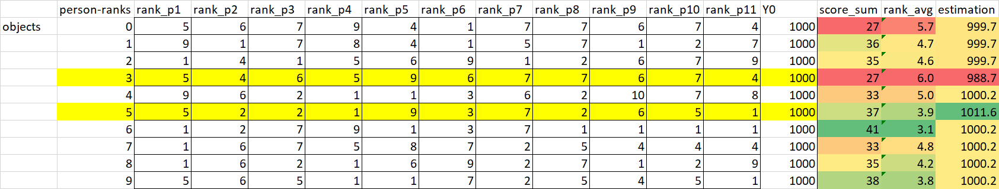 person-ranks rank_p1 rank_p2 rank_p3 rank_p4 rank_p5 rank_p6 rank_p7 rank_p8 rank_p9 rank_p10 rank_p11 Y0 score_sum rank_avg estimation
objects 0 5 6 7 9 4 1 7 7 6 7 4 1000 27 5.7 999.7
1 9 1 7 8 4 1 5 7 1 2 7 1000 36 4.7 999.7
2 1 4 1 5 6 9 1 2 6 7 9 1000 35 4.6 999.7
3 5 4 6 5 9 6 7 7 6 7 4 1000 27 6.0 988.7
4 9 6 2 1 1 3 6 2 10 7 8 1000 33 5.0 1000.2
5 5 2 2 1 9 3 7 2 6 5 1 1000 37 3.9 1011.6
6 1 2 7 9 1 3 7 1 1 1 1 1000 41 3.1 1000.2
7 1 6 7 5 8 7 2 5 4 4 4 1000 33 4.8 1000.2
8 1 6 2 1 6 9 2 7 1 2 9 1000 35 4.2 1000.2
9 5 6 5 1 1 7 2 5 4 5 1 1000 38 3.8 1000.2